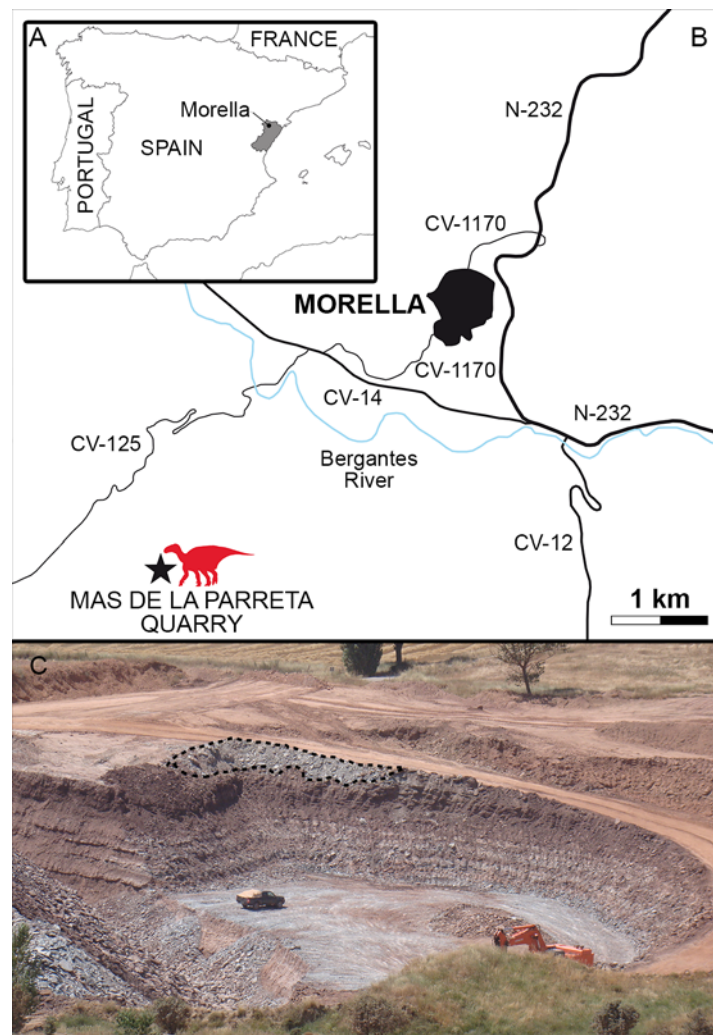 A
FRANCE
Morella
SPAIN
PORTUGAL
B
N-232
CV-1170
MORELLA
CV-1170
CV-14
N-232
CV-125
Bergantes
River
CV-12
MAS DE LA PARRETA
QUARRY
1 km
C